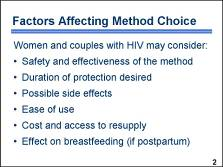 Factors Affecting Method Choice
Women and couples with HIV may consider:
• Safety and effectiveness of the method
• Duration of protection desired
• Possible side effects
• Ease of use
• Cost and access to resupply
• Effect on breastfeeding (if postpartum)
2